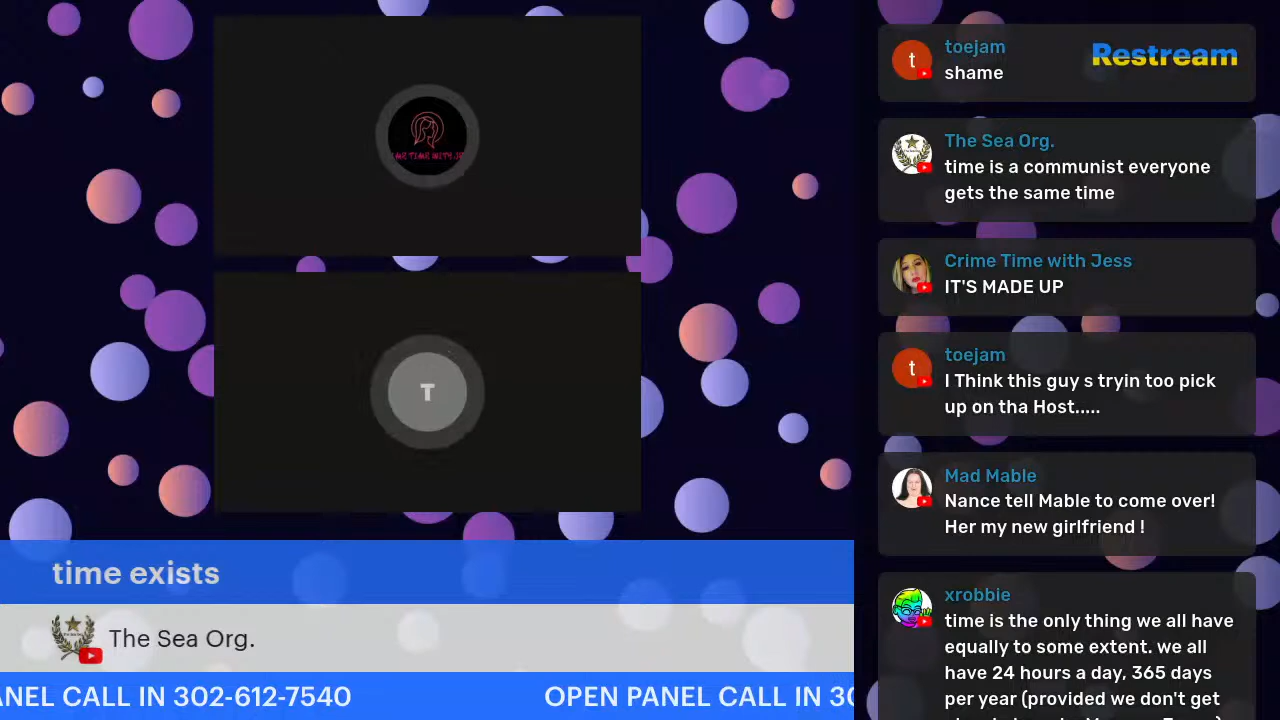 T
time exists
The Sea Org.
ANEL CALL IN 302-612-7540
OPEN PANEL CALL IN 30
Restream
t
toejam
shame
The Sea Org.
time is a communist everyone
gets the same time
Crime Time with Jess
IT'S MADE UP
t
toejam
I Think this guy s tryin too pick
up on tha Host.....
Mad Mable
Nance tell Mable to come over!
Her my new girlfriend !
xrobbie
time is the only thing we all have
equally to some extent. we all
have 24 hours a day, 365 days
per year (provided we don't get